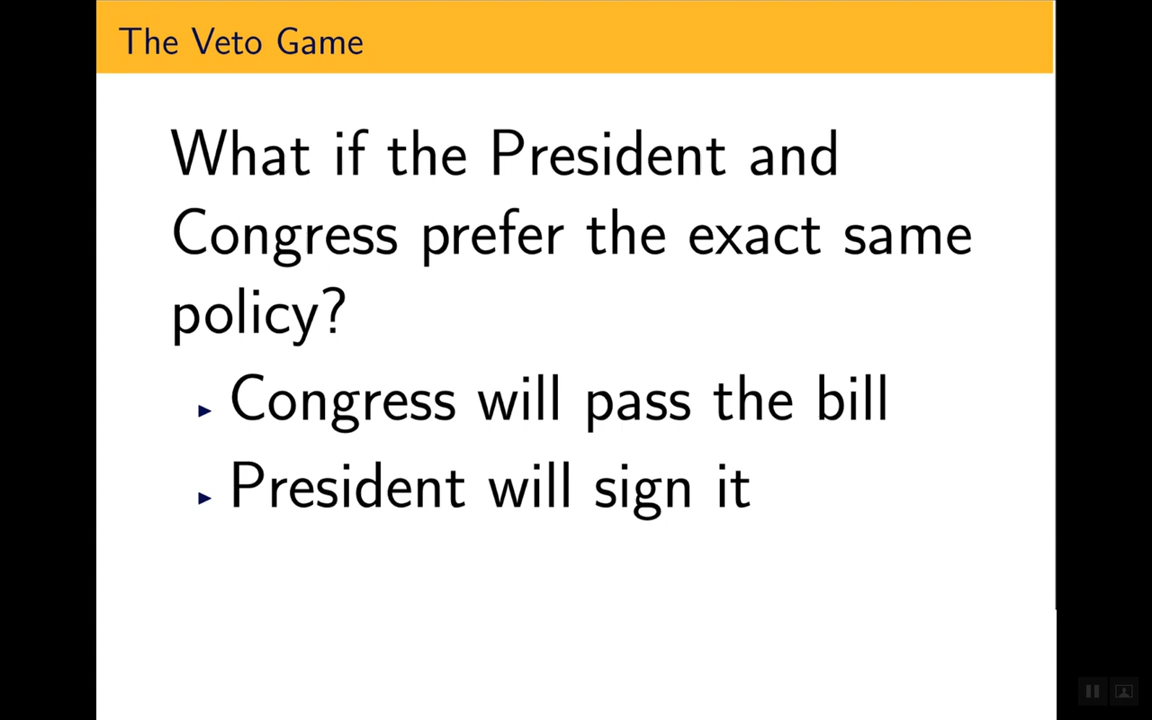 The Veto Game
What if the President and
Congress prefer the exact same
policy?
Congress will pass the bill
President will sign it